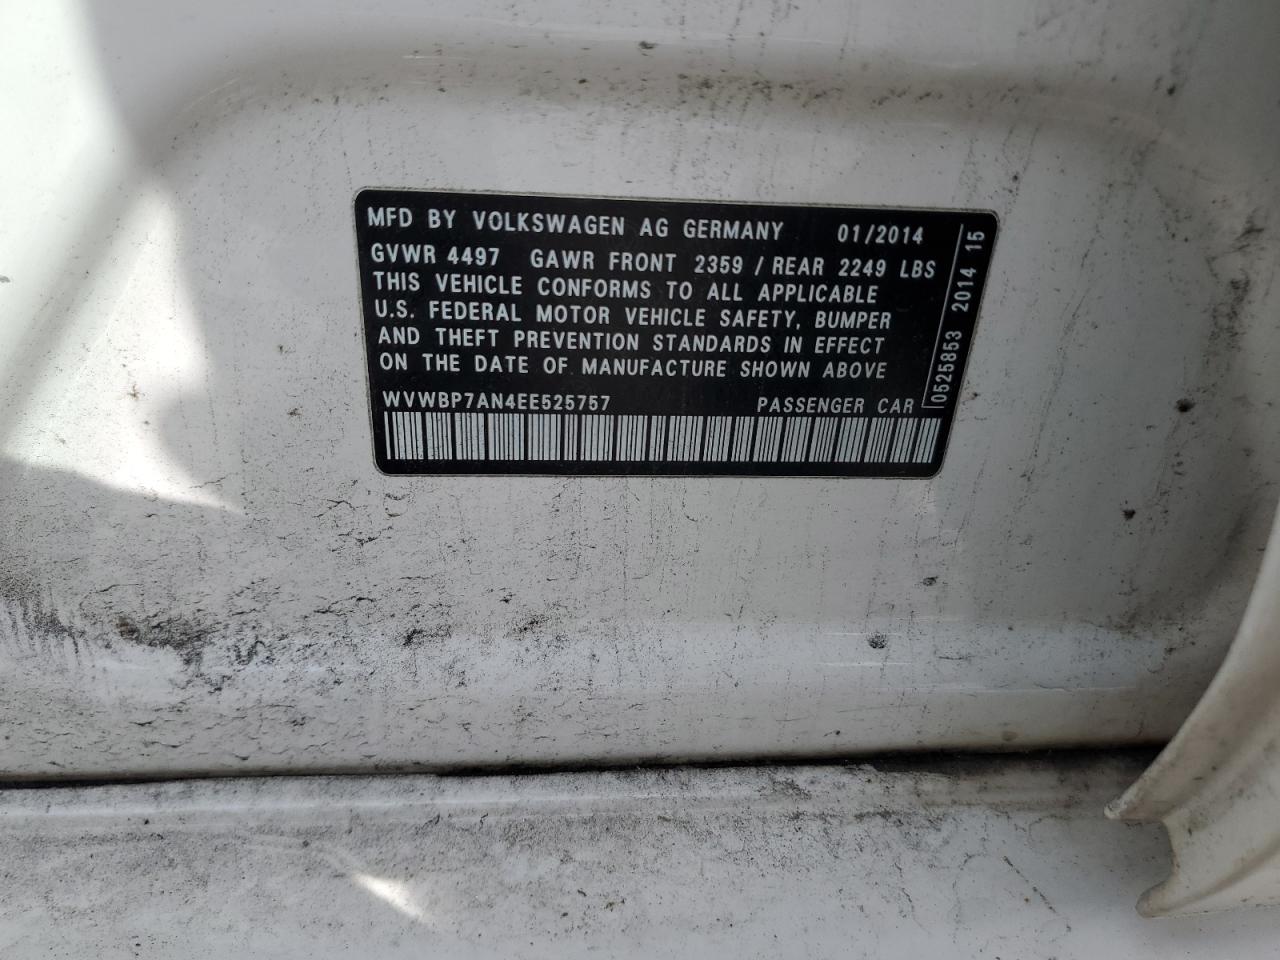 MFD BY VOLKSWAGEN AG GERMANY 01/2014
GVWR 4497 GAWR FRONT 2359 / REAR 2249 LBS
THIS VEHICLE CONFORMS TO ALL APPLICABLE
U.S. FEDERAL MOTOR VEHICLE SAFETY, BUMPER
AND THEFT PREVENTION STANDARDS IN EFFECT
ON THE DATE OF MANUFACTURE SHOWN ABOVE
WVWBP7AN4EE525757 PASSENGER CAR
0525853 2014 15